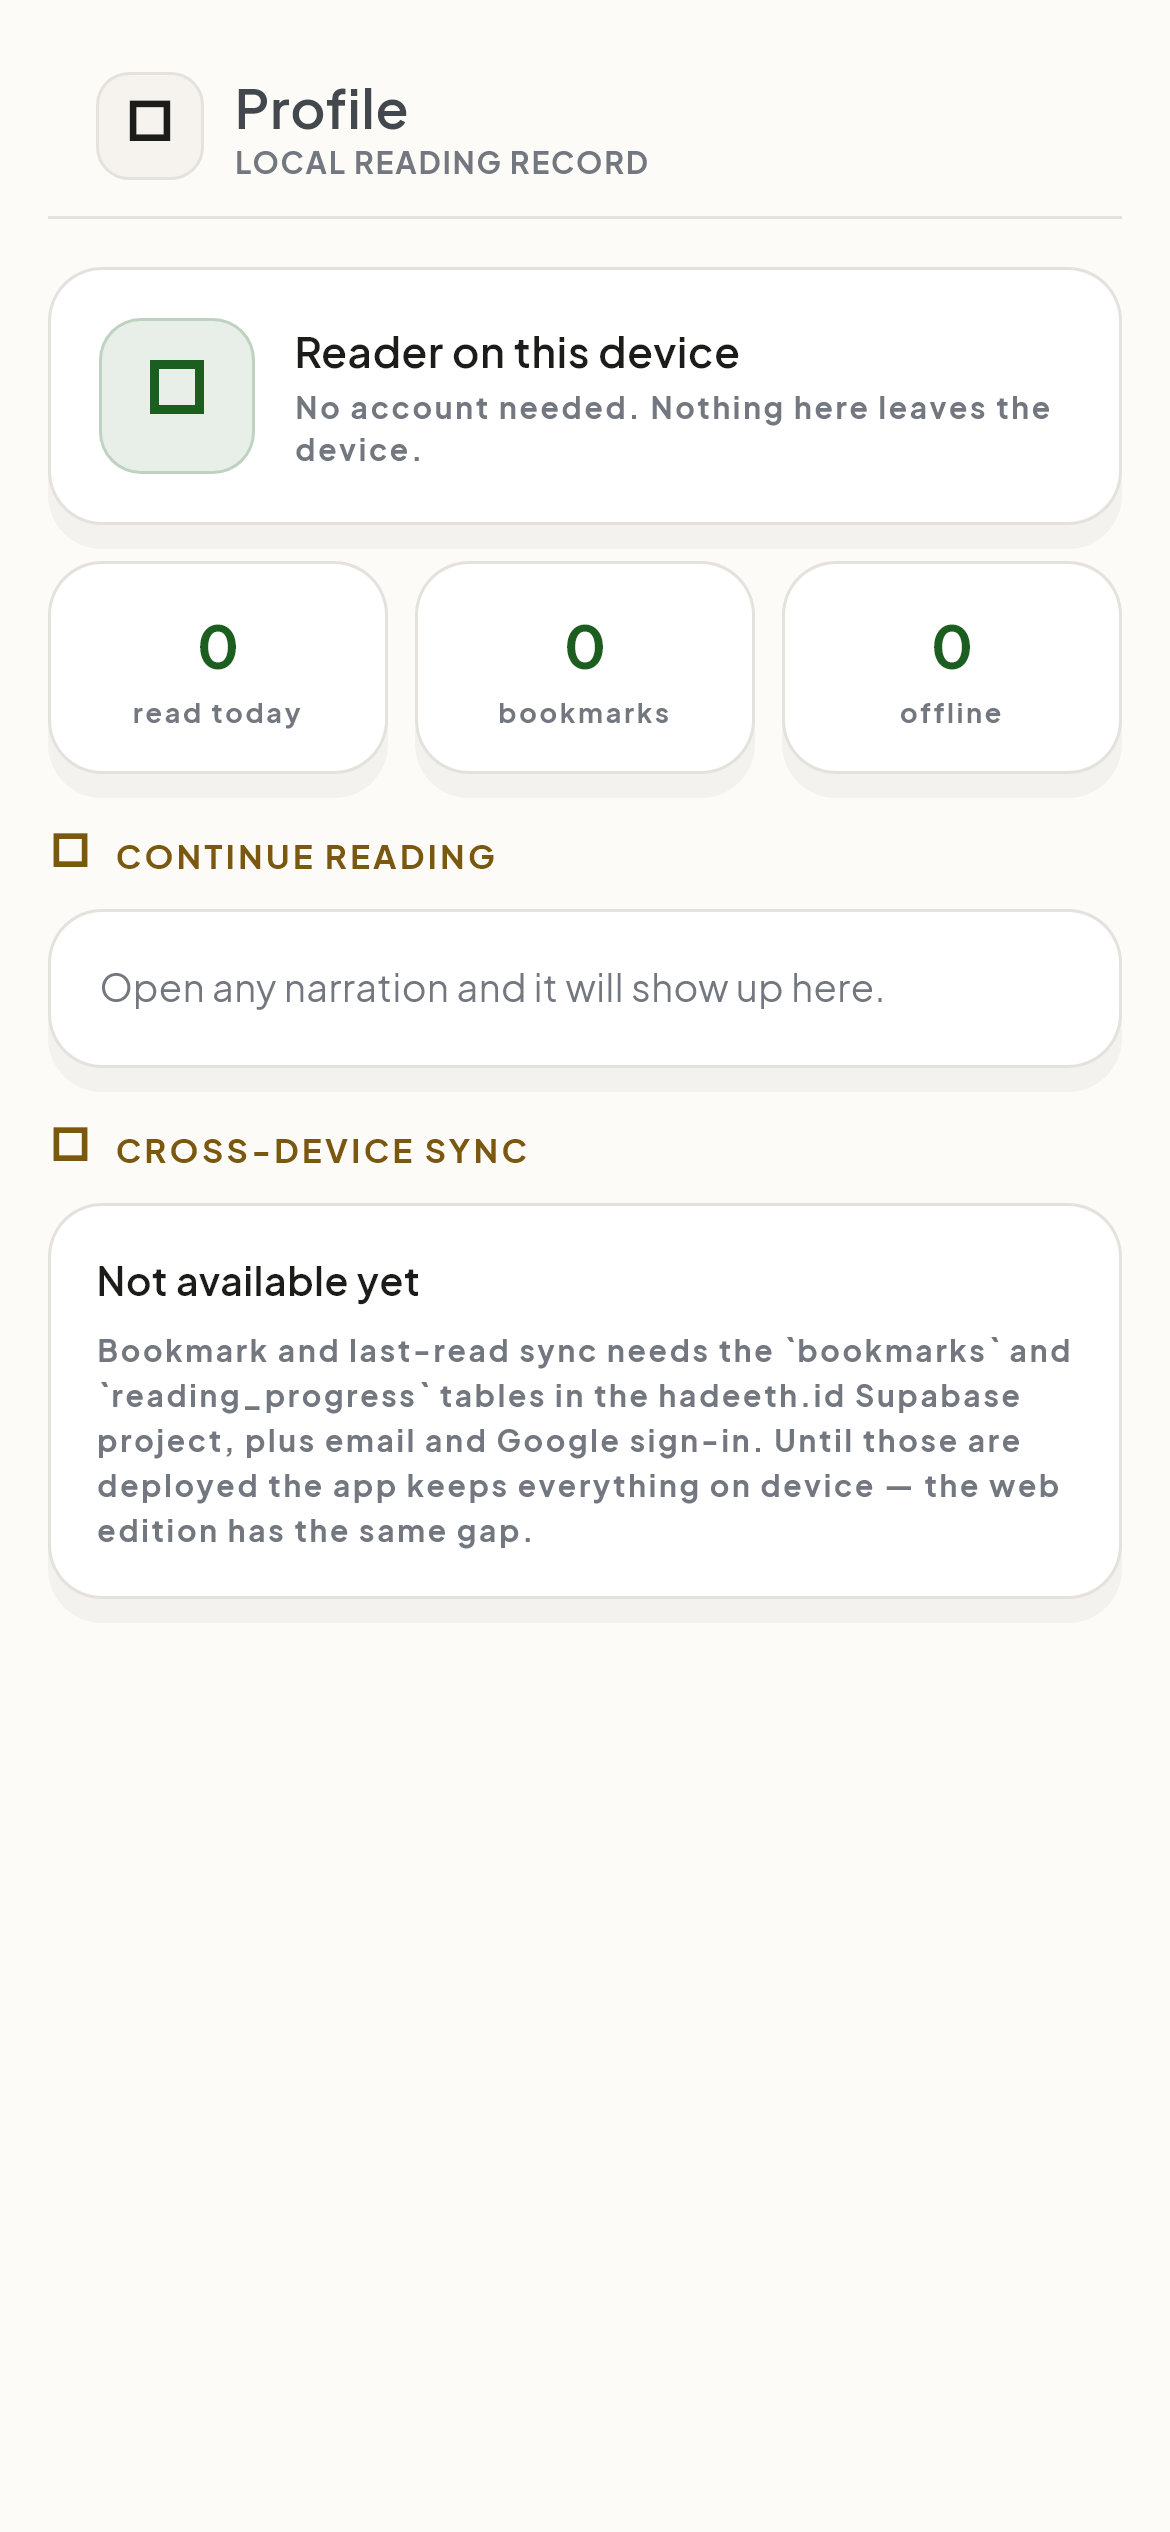 Profile
LOCAL READING RECORD
Reader on this device
No account needed. Nothing here leaves the
device.
0
read today
0
bookmarks
0
offline
CONTINUE READING
Open any narration and it will show up here.
CROSS-DEVICE SYNC
Not available yet
Bookmark and last-read sync needs the `bookmarks` and
`reading_progress` tables in the hadeeth.id Supabase
project, plus email and Google sign-in. Until those are
deployed the app keeps everything on device — the web
edition has the same gap.